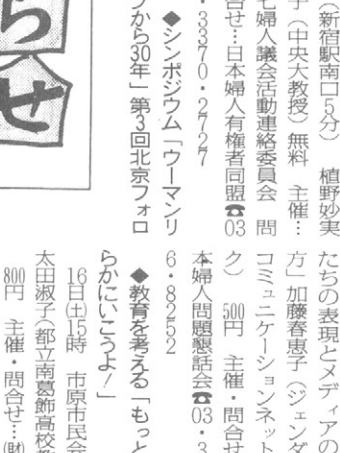 (新宿駅南口5分) 植野妙実
子(中央大教授)無料 主催…
七婦人議会活動連絡委員会 問
合せ…日本婦人有権者同盟☎03
・3370・2727
◆シンポジウム「ウーマンリ
ブから30年」第3回北京フォロ
らせ
たちの表現とメディアの
方」加藤春恵子(ジェンダ
コミュニケーションネット
ク) 500円 主催・問合せ
本婦人問題懇話会☎03・3
6・8252
◆教育を考える「もっと
らかにいこうよ!」
16日㈯15時 市原市民会
太田淑子(都立南葛飾高校教
800円 主催・問合せ…㈶